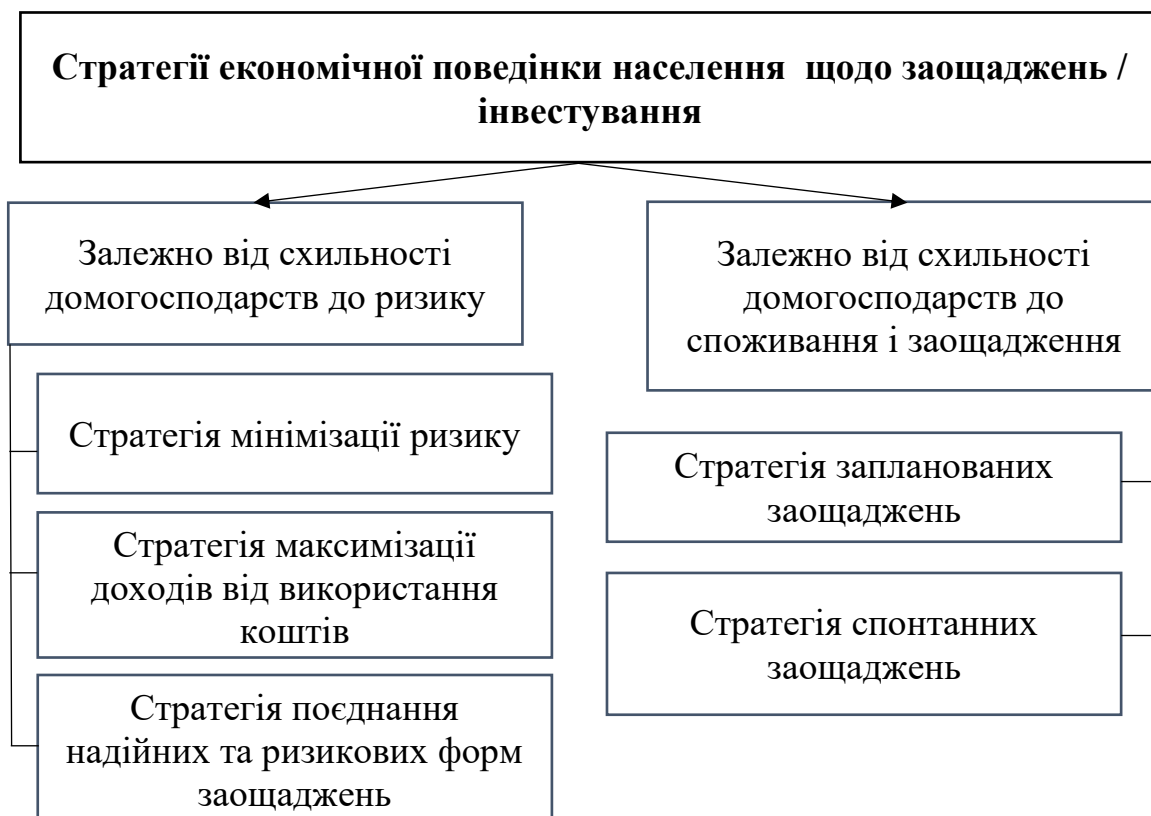 Стратегії економічної поведінки населення щодо заощаджень /
інвестування
Залежно від схильності
домогосподарств до ризику
Стратегія мінімізації ризику
Стратегія максимізації
доходів від використання
коштів
Стратегія поєднання
надійних та ризикових форм
заощаджень
Залежно від схильності
домогосподарств до
споживання і заощадження
Стратегія запланованих
заощаджень
Стратегія спонтанних
заощаджень